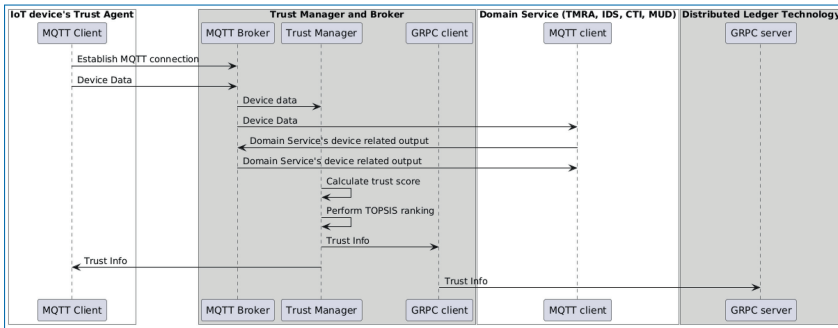 IoT device's Trust Agent
Trust Manager and Broker
Domain Service (TMRA, IDS, CTI, MUD)
Distributed Ledger Technology
MQTT Client
MQTT Broker
Trust Manager
GRPC client
MQTT client
GRPC server
Establish MQTT connection
Device Data
Device data
Device Data
Domain Service's device related output
Domain Service's device related output
Calculate trust score
Perform TOPSIS ranking
Trust Info
Trust Info
Trust Info
MQTT Client
MQTT Broker
Trust Manager
GRPC client
MQTT client
GRPC server